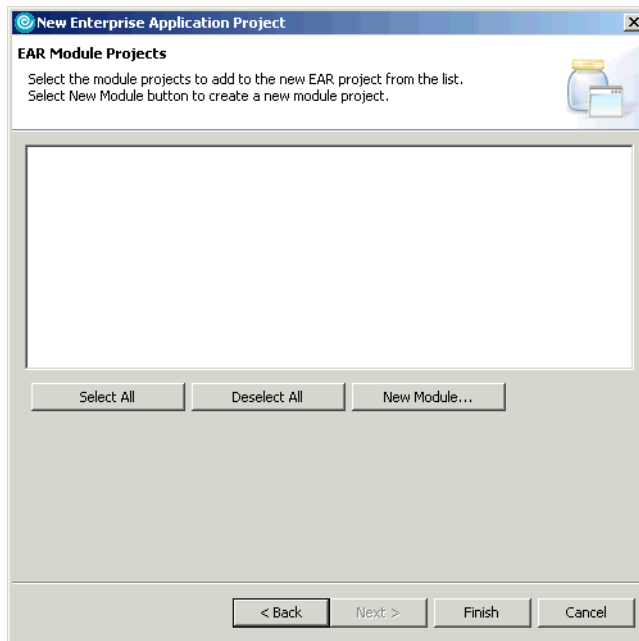 New Enterprise Application Project
EAR Module Projects
Select the module projects to add to the new EAR project from the list.
Select New Module button to create a new module project.
Select All
Deselect All
New Module...
< Back
Next >
Finish
Cancel